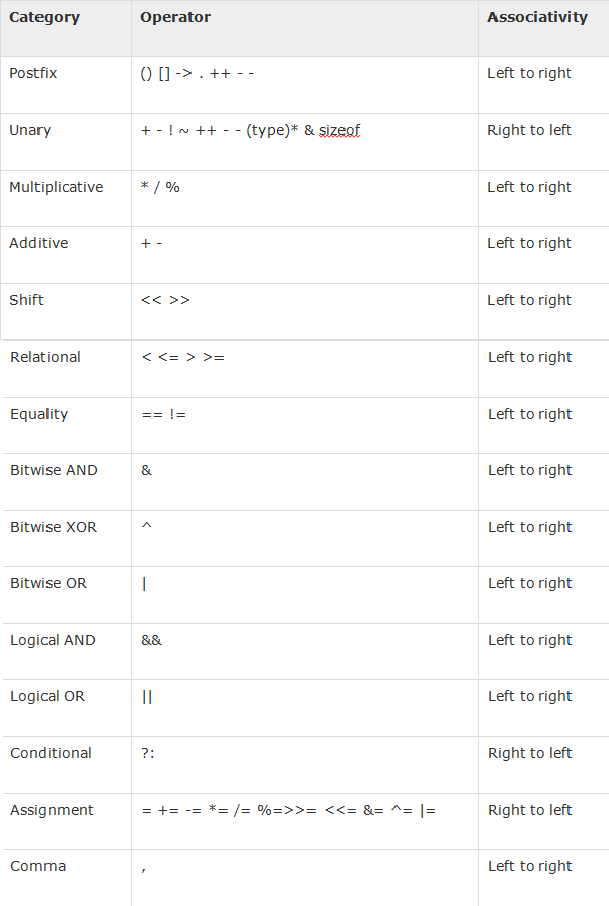 Category Operator Associativity
Postfix () [] -> . ++ - - Left to right
Unary + - ! ~ ++ - - (type)* & sizeof Right to left
Multiplicative * / % Left to right
Additive + - Left to right
Shift << >> Left to right
Relational < <= > >= Left to right
Equality == != Left to right
Bitwise AND & Left to right
Bitwise XOR ^ Left to right
Bitwise OR | Left to right
Logical AND && Left to right
Logical OR || Left to right
Conditional ?: Right to left
Assignment = += -= *= /= %=>>= <<= &= ^= |= Right to left
Comma , Left to right